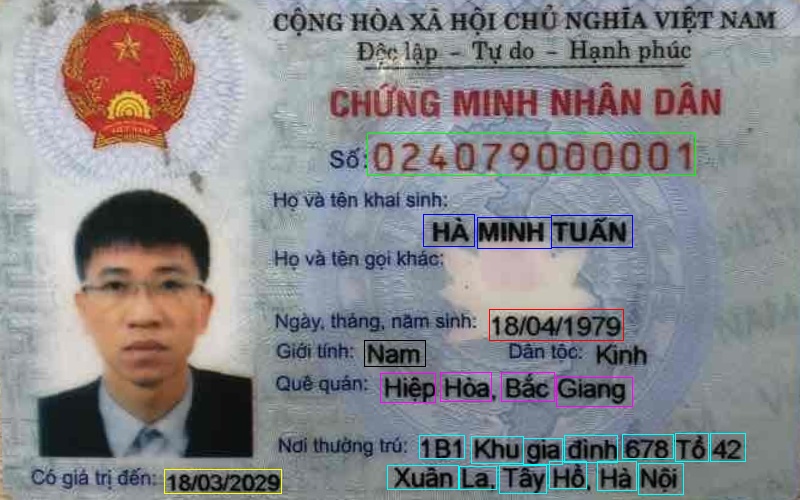 CỘNG HÒA XÃ HỘI CHỦ NGHĨA VIỆT NAM
Độc lập - Tự do - Hạnh phúc
CHỨNG MINH NHÂN DÂN
Số: 024079000001
Họ và tên khai sinh:
HÀ MINH TUẤN
Họ và tên gọi khác:
Ngày, tháng, năm sinh: 18/04/1979
Giới tính: Nam Dân tộc: Kinh
Quê quán: Hiệp Hòa, Bắc Giang
Nơi thường trú: 1B1 Khu gia đình 678 Tổ 42
Xuân La, Tây Hồ, Hà Nội
Có giá trị đến: 18/03/2029
VIỆT NAM